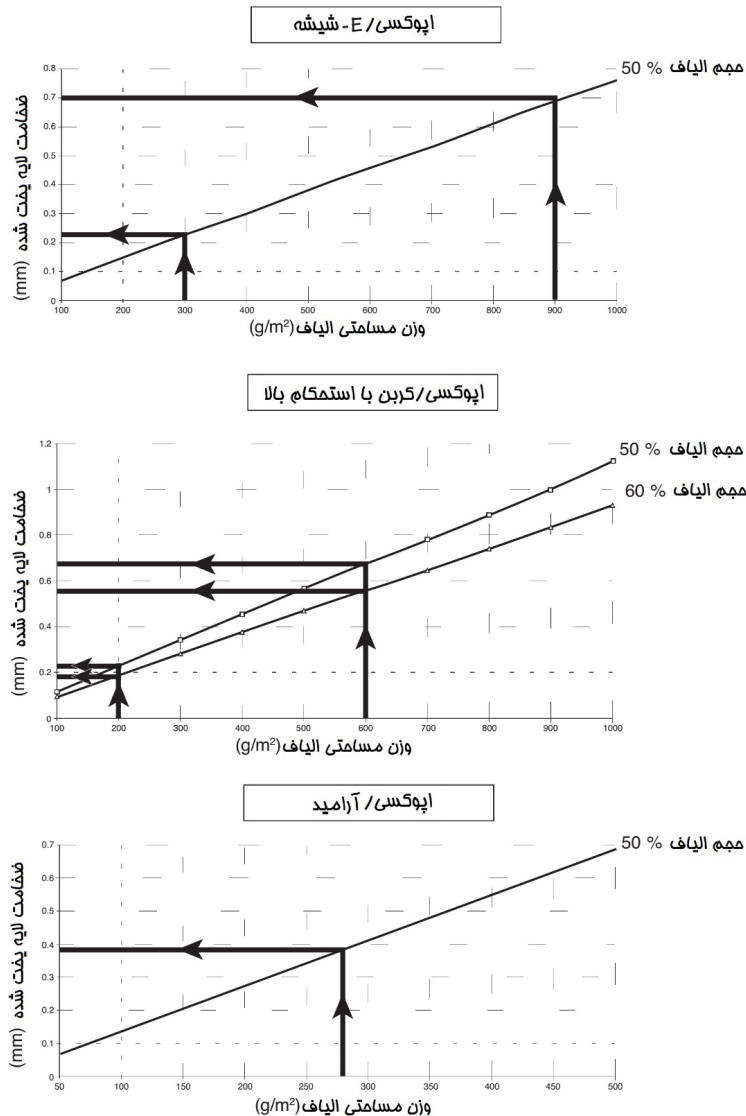 اپوکسی/E-شیشه
حجم الیاف % 50
ضخامت لایه پخت شده (mm)
0.8
0.7
0.6
0.5
0.4
0.3
0.2
0.1
0
100 200 300 400 500 600 700 800 900 1000
وزن مساحتی الیاف (g/m²)
اپوکسی/کربن با استحکام بالا
حجم الیاف % 50
حجم الیاف % 60
ضخامت لایه پخت شده (mm)
1.2
1
0.8
0.6
0.4
0.2
0
100 200 300 400 500 600 700 800 900 1000
وزن مساحتی الیاف (g/m²)
اپوکسی/آرامید
حجم الیاف % 50
ضخامت لایه پخت شده (mm)
0.7
0.6
0.5
0.4
0.3
0.2
0.1
0
50 100 150 200 250 300 350 400 450 500
وزن مساحتی الیاف (g/m²)